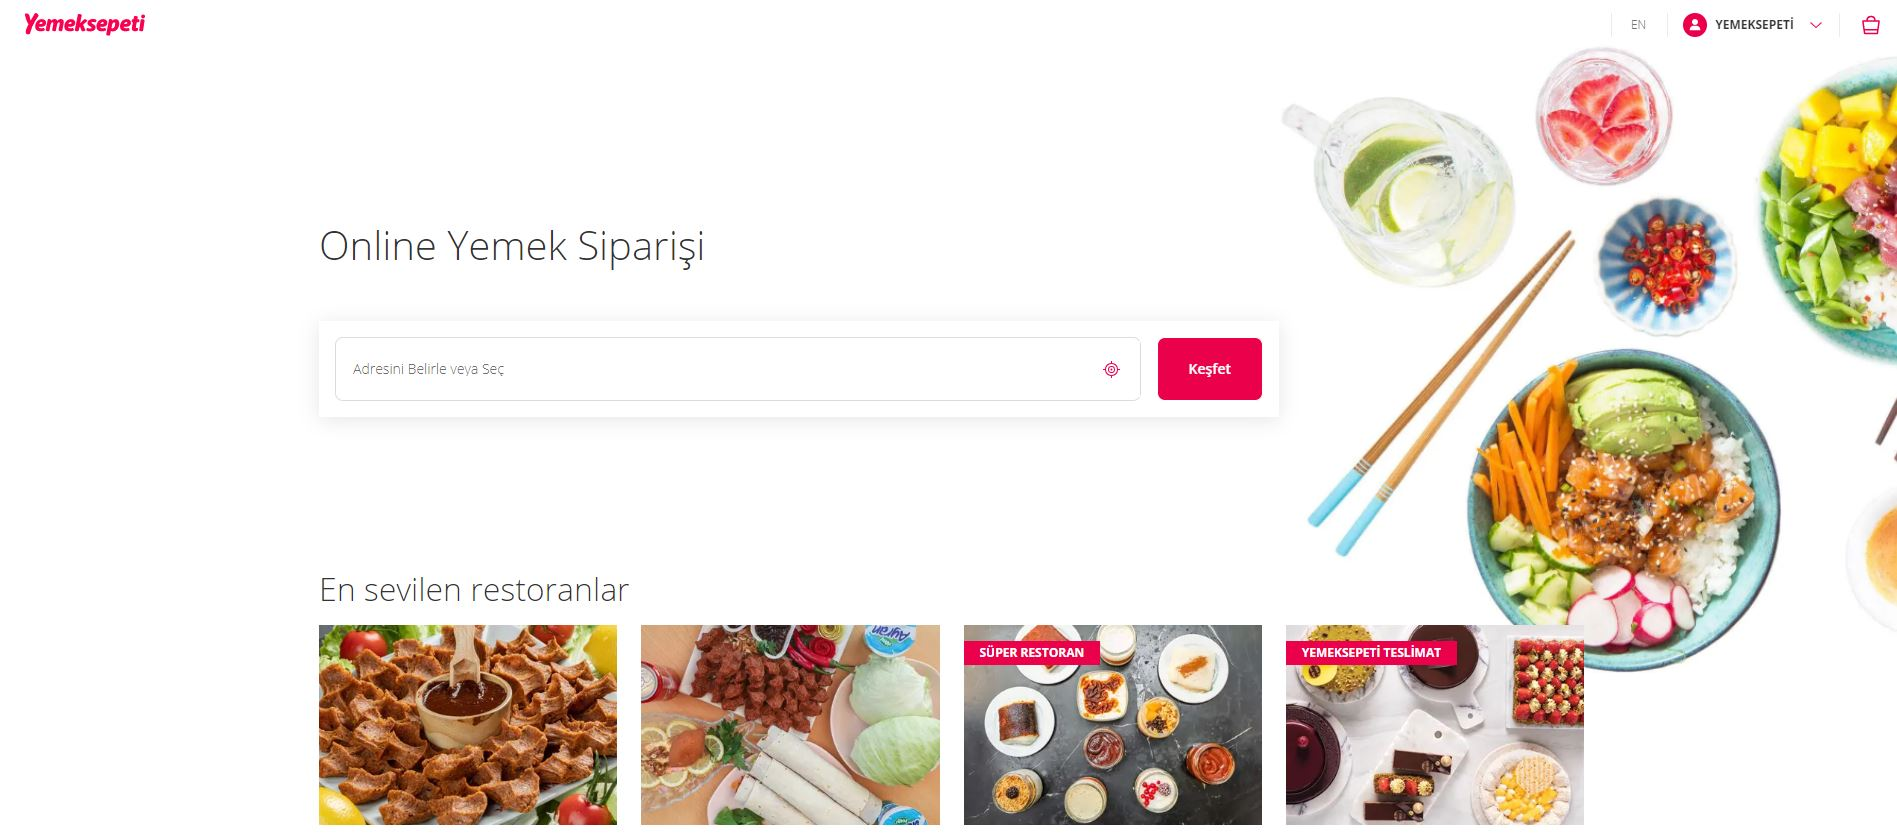 Yemeksepeti
EN
YEMEKSEPETİ
Online Yemek Siparişi
Adresini Belirle veya Seç
Keşfet
En sevilen restoranlar
Ayran
SÜPER RESTORAN
YEMEKSEPETİ TESLİMAT